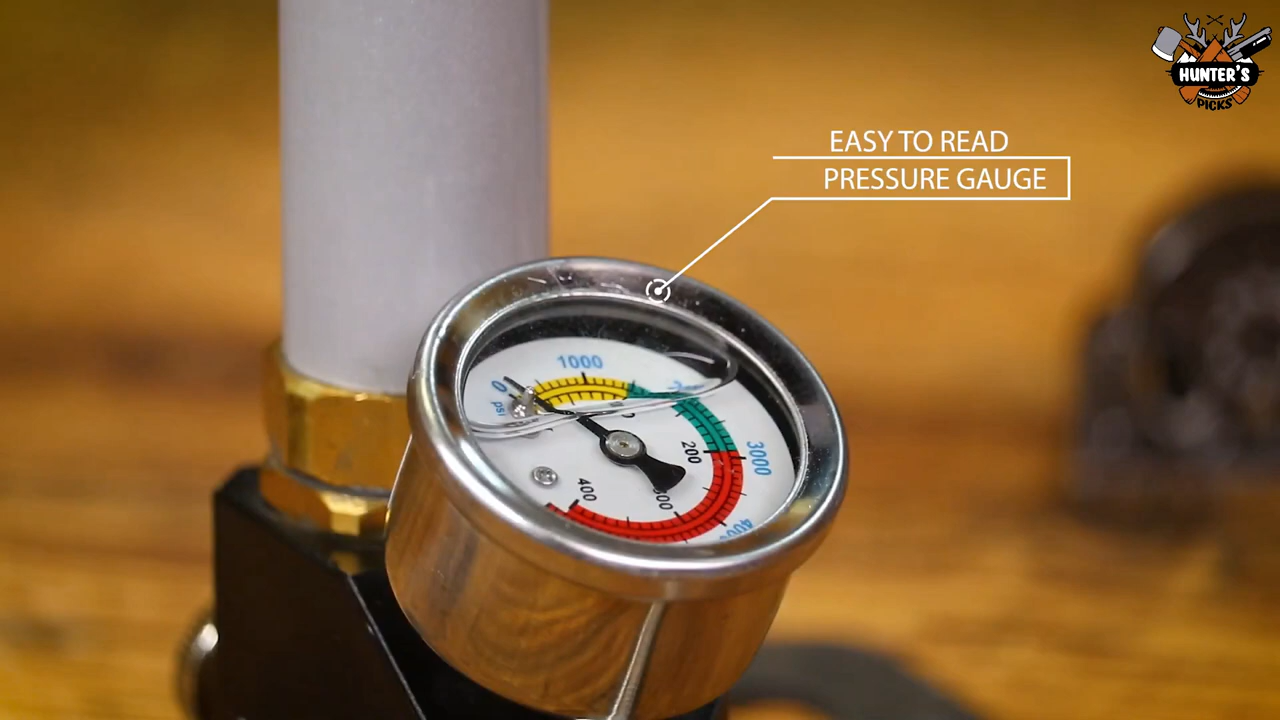 HUNTER'S
PICKS
EASY TO READ
PRESSURE GAUGE
1000
0
psi
200
3000
400